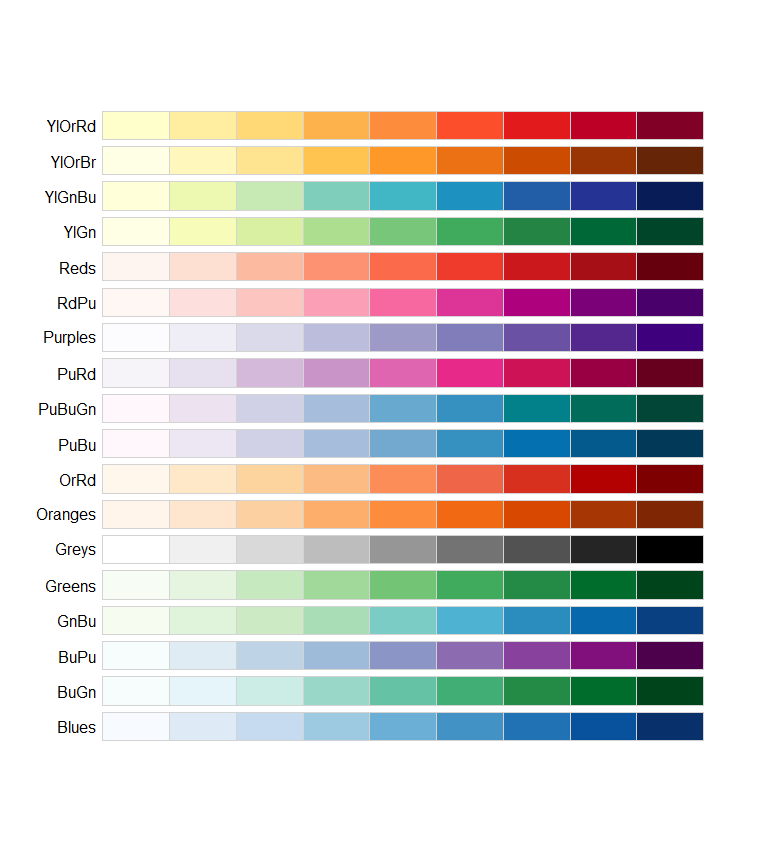 YlOrRd
YlOrBr
YlGnBu
YlGn
Reds
RdPu
Purples
PuRd
PuBuGn
PuBu
OrRd
Oranges
Greys
Greens
GnBu
BuPu
BuGn
Blues